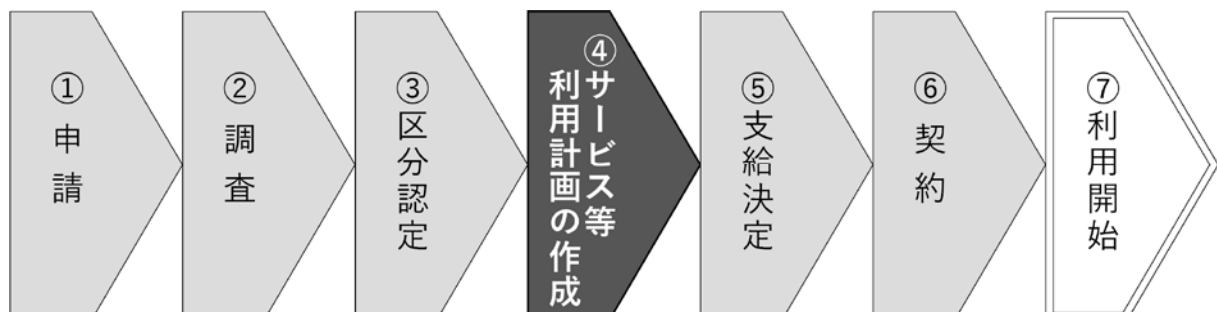 ①申請
②調査
③区分認定
④サービス等
利用計画の作成
⑤支給決定
⑥契約
⑦利用開始